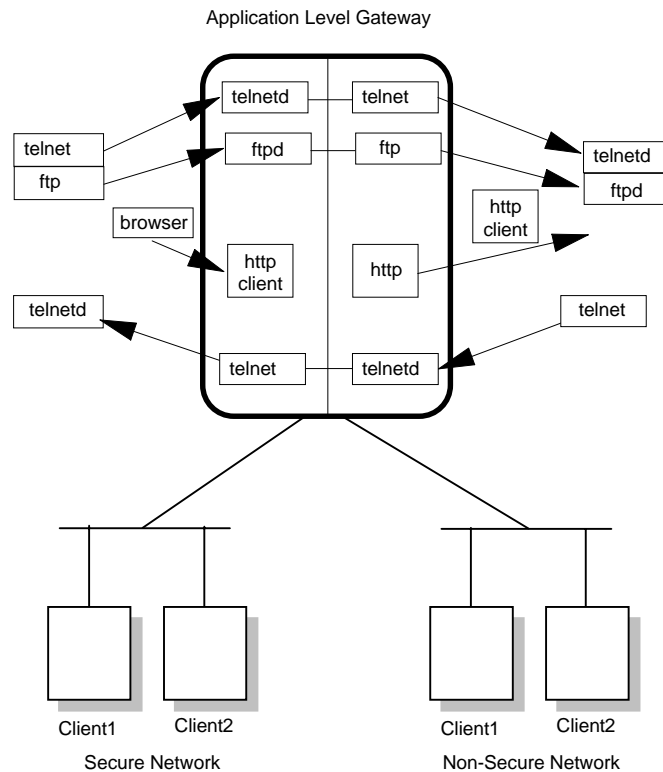 Application Level Gateway
telnetd
telnet
telnet
ftp
ftpd
ftp
telnetd
ftpd
browser
http
client
http
client
http
telnetd
telnet
telnet
telnetd
Client1
Client2
Client1
Client2
Secure Network
Non-Secure Network